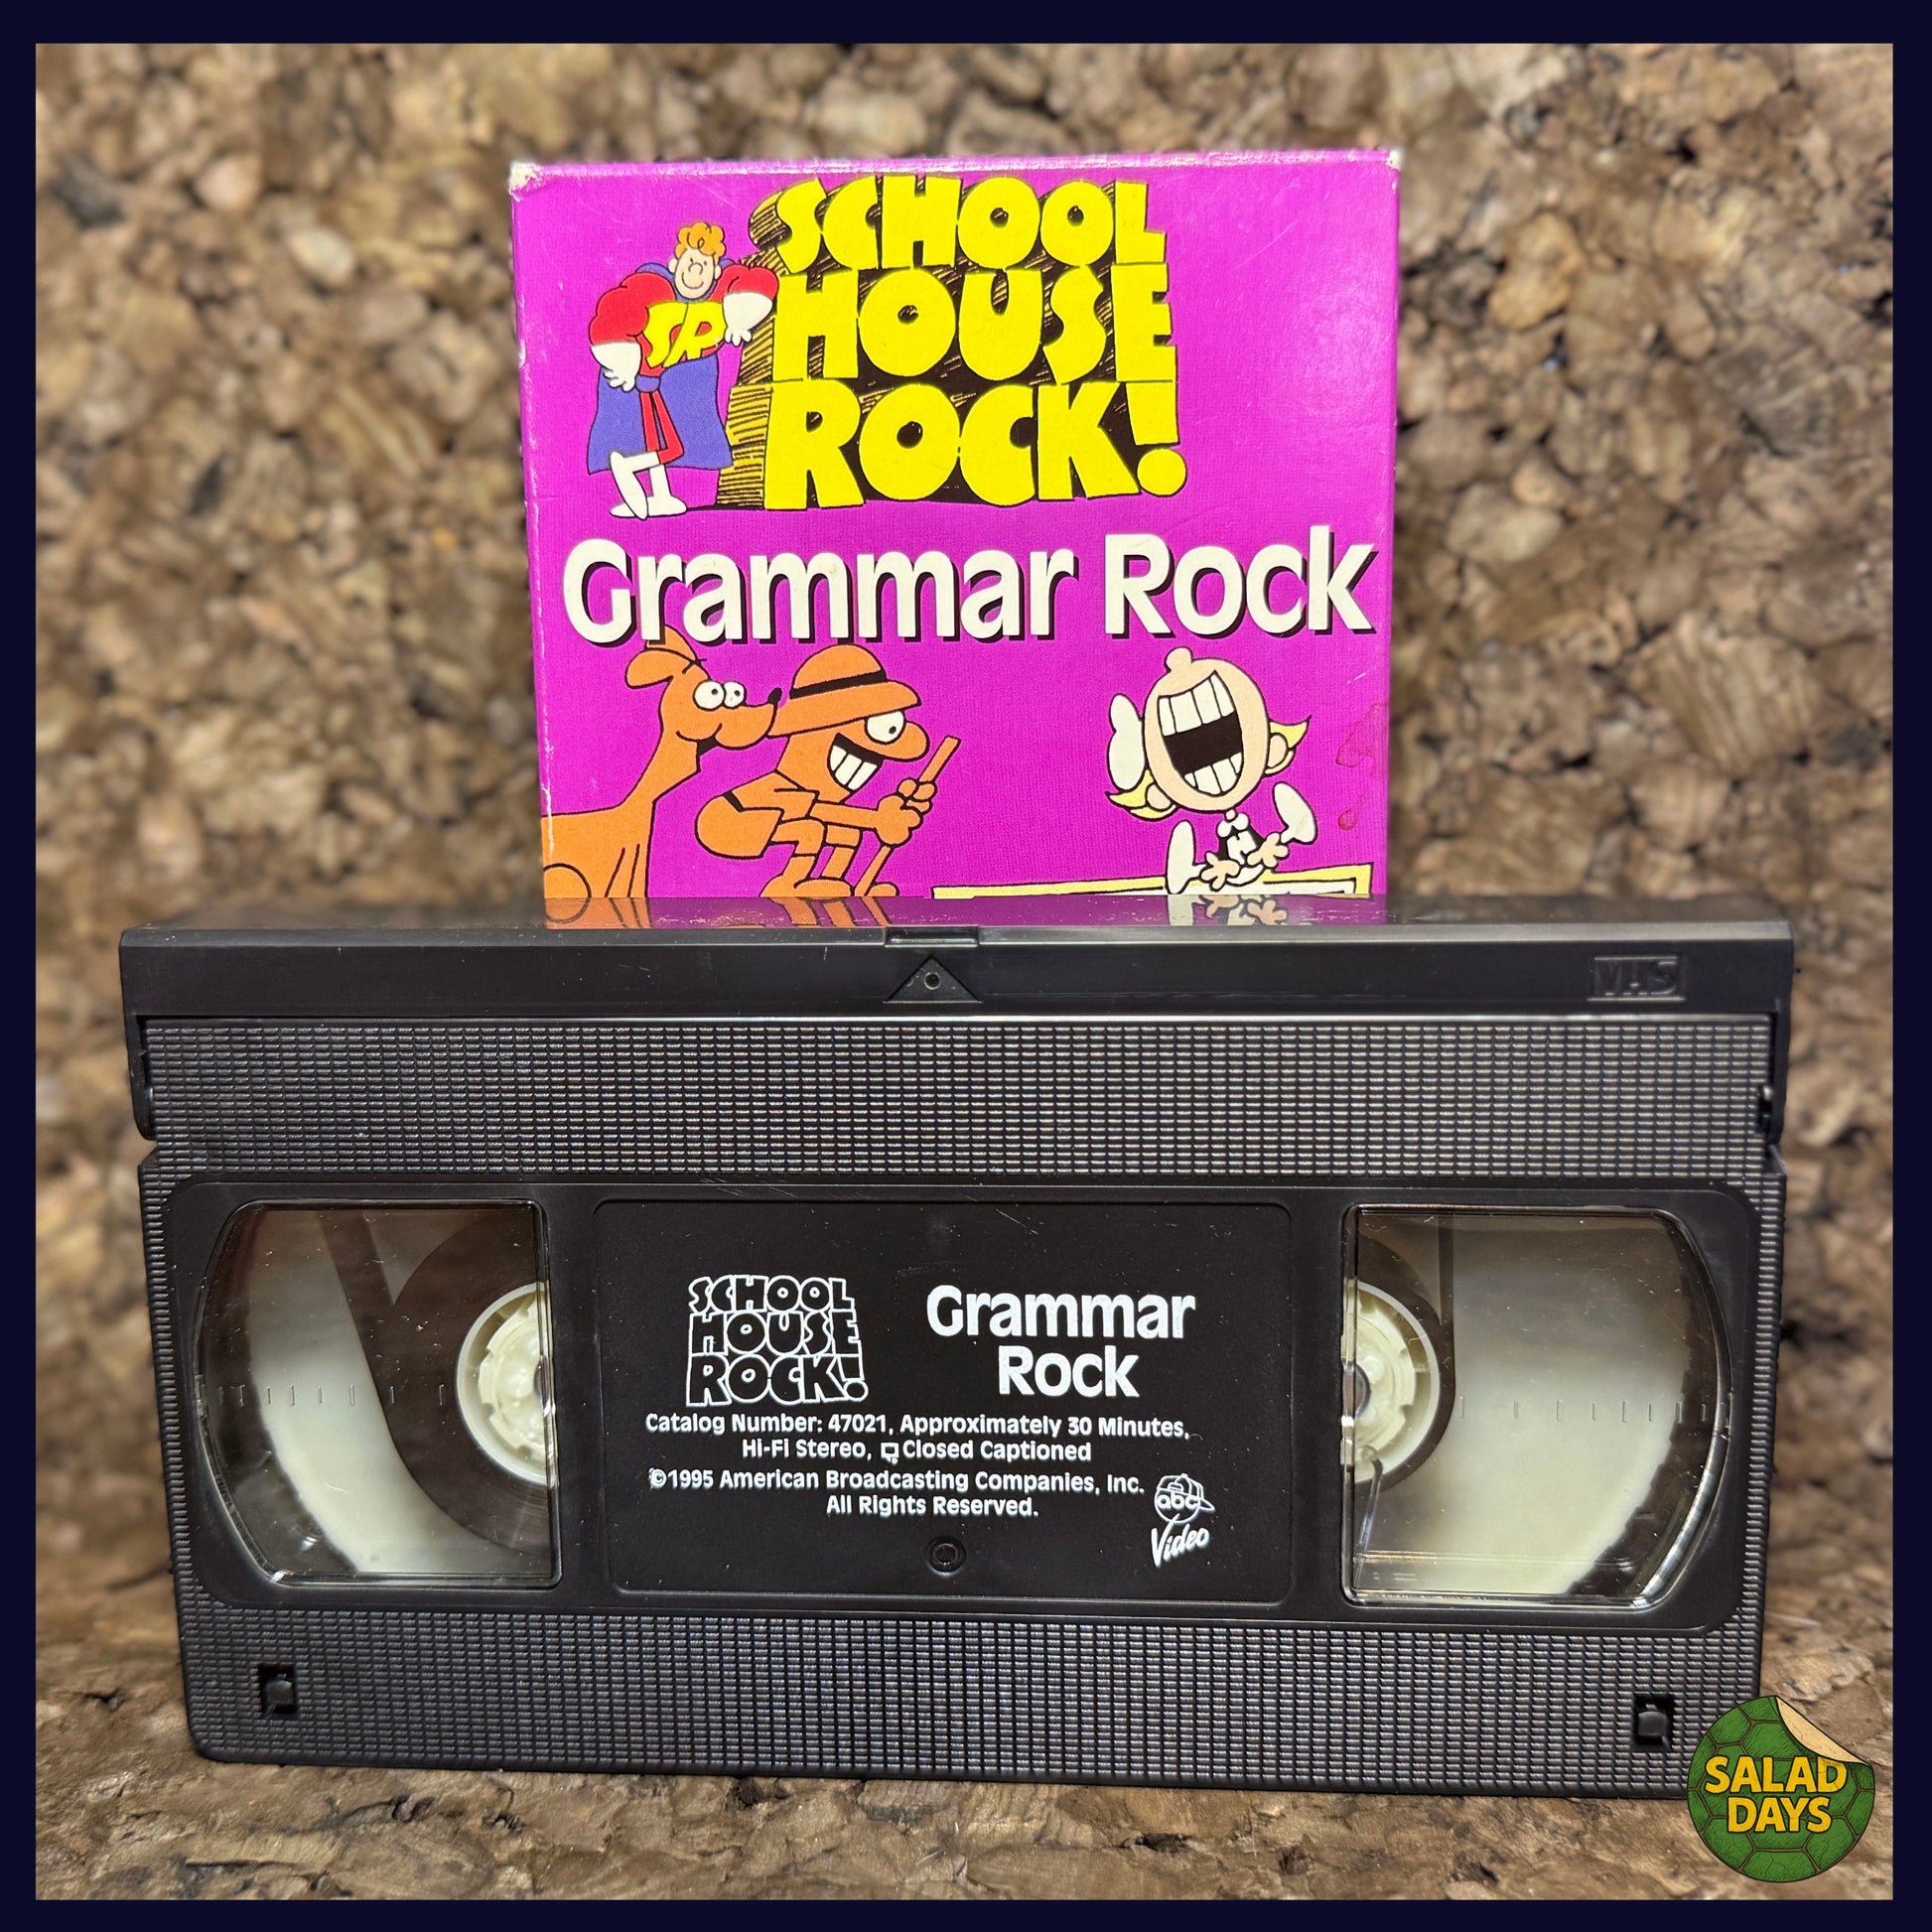 SR
SCHOOL
HOUSE
ROCK!
Grammar Rock
VHS
SCHOOL
HOUSE
ROCK!
Grammar
Rock
Catalog Number: 47021, Approximately 30 Minutes,
Hi-Fi Stereo, Closed Captioned
©1995 American Broadcasting Companies, Inc.
All Rights Reserved.
abc
Video
SALAD
DAYS